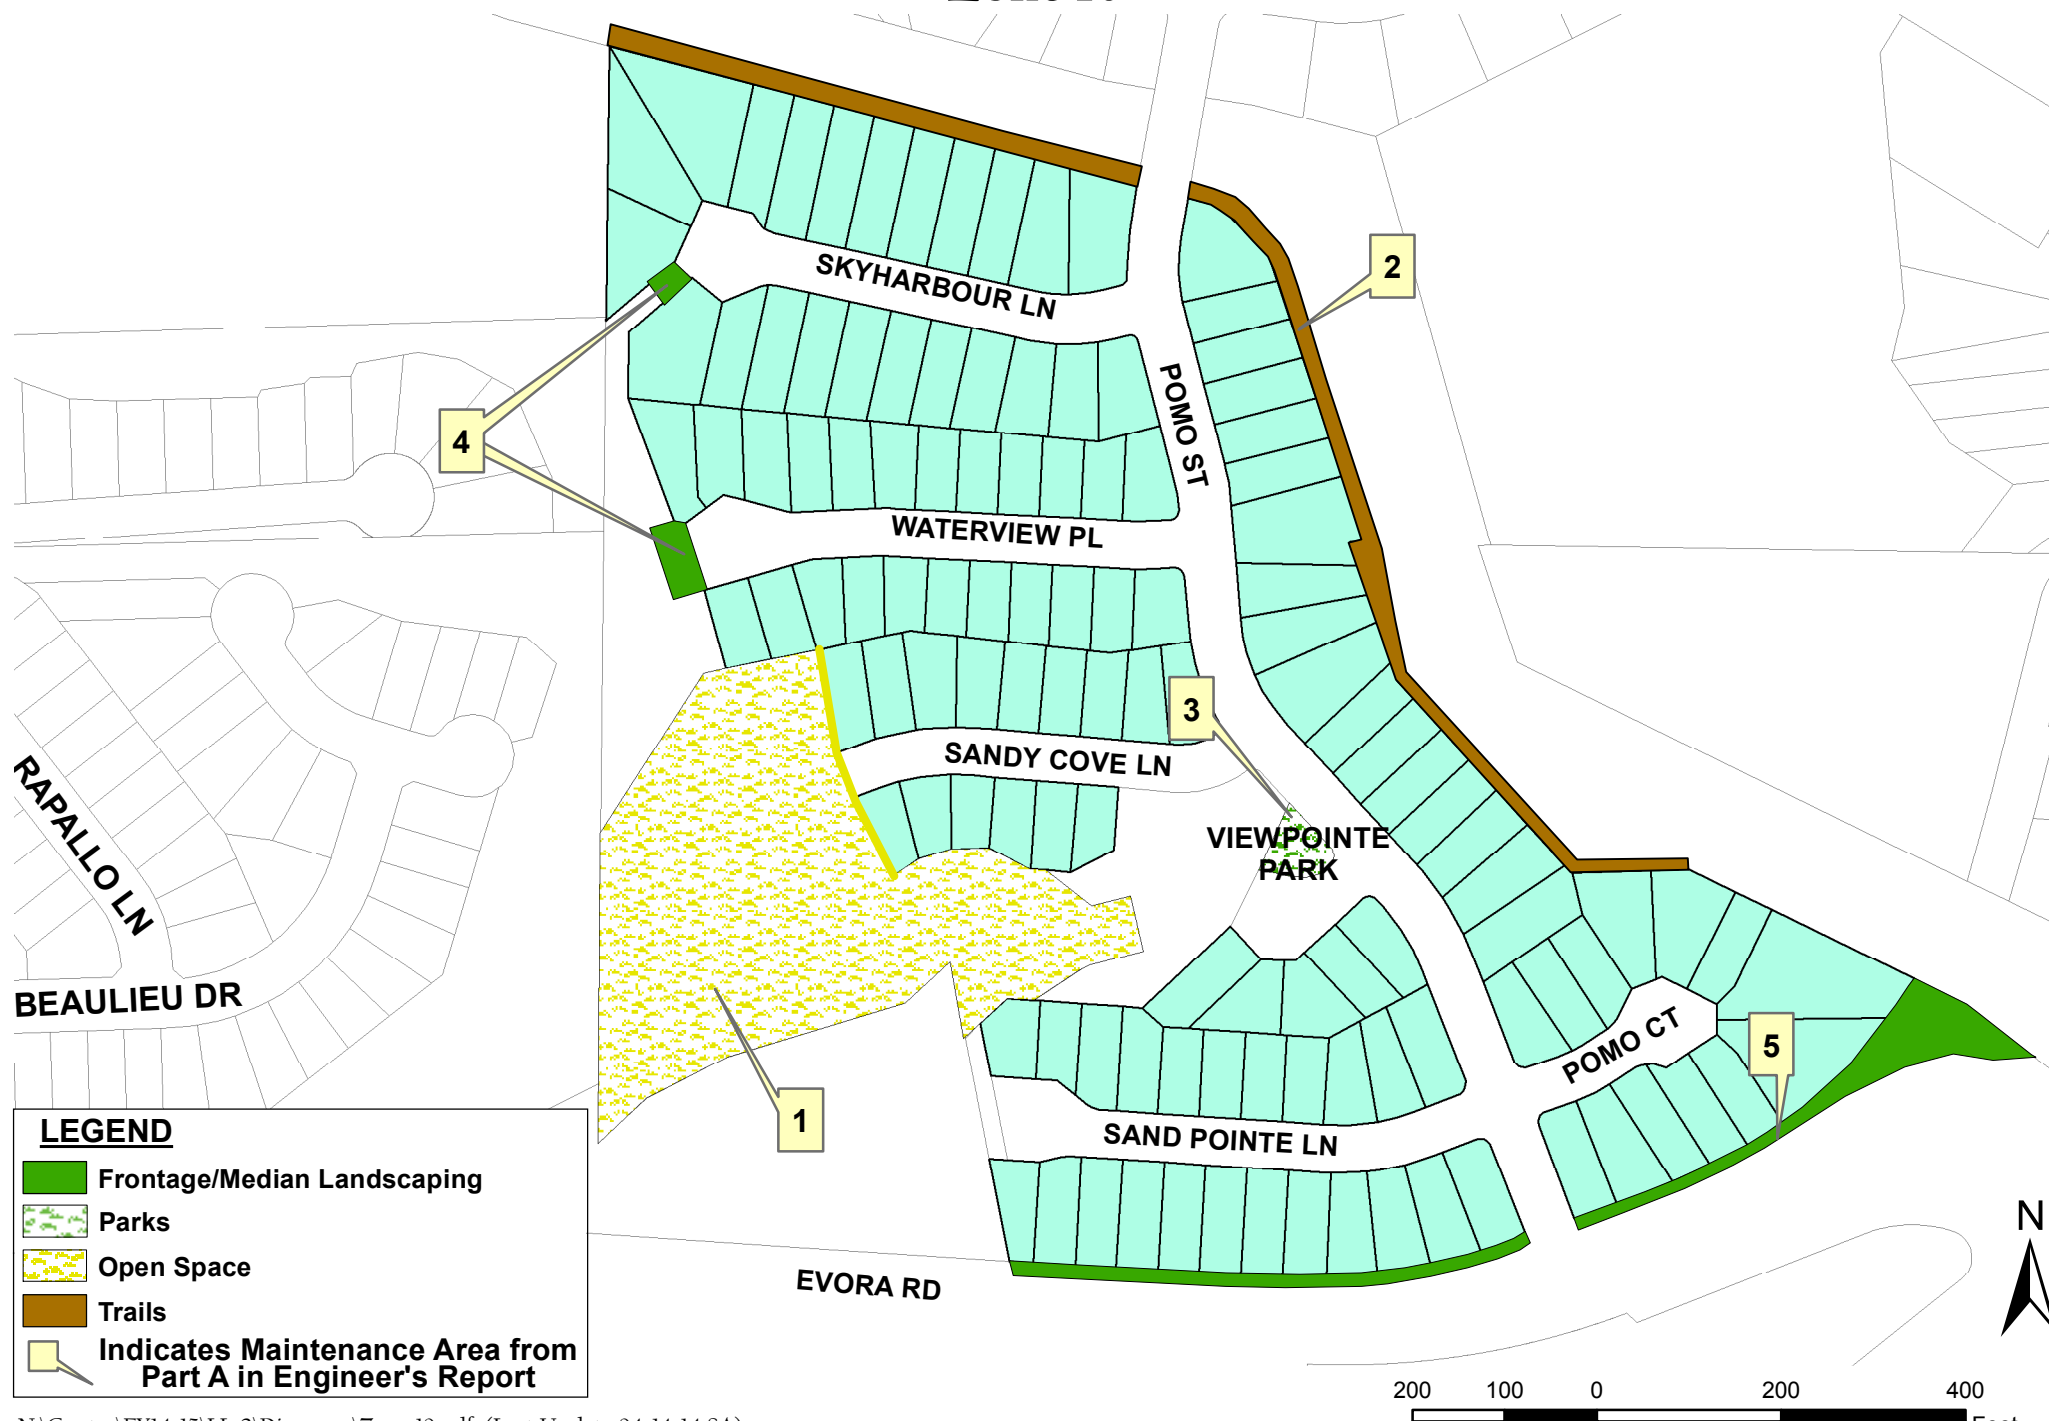 2
SKYHARBOUR LN
POMO ST
4
WATERVIEW PL
3
SANDY COVE LN
VIEWPOINTE
PARK
RAPALLO LN
BEAULIEU DR
POMO CT
5
1
SAND POINTE LN
EVORA RD
LEGEND
Frontage/Median Landscaping
Parks
Open Space
Trails
Indicates Maintenance Area from
Part A in Engineer's Report
N
200 100 0 200 400
Feet